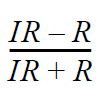 IR – R
IR + R